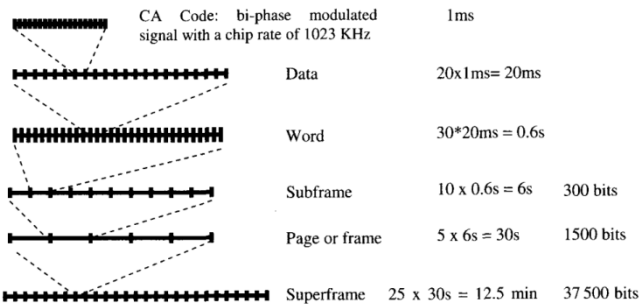 CA Code: bi-phase modulated 1ms
signal with a chip rate of 1023 KHz
Data 20x1ms= 20ms
Word 30*20ms = 0.6s
Subframe 10 x 0.6s = 6s 300 bits
Page or frame 5 x 6s = 30s 1500 bits
Superframe 25 x 30s = 12.5 min 37 500 bits